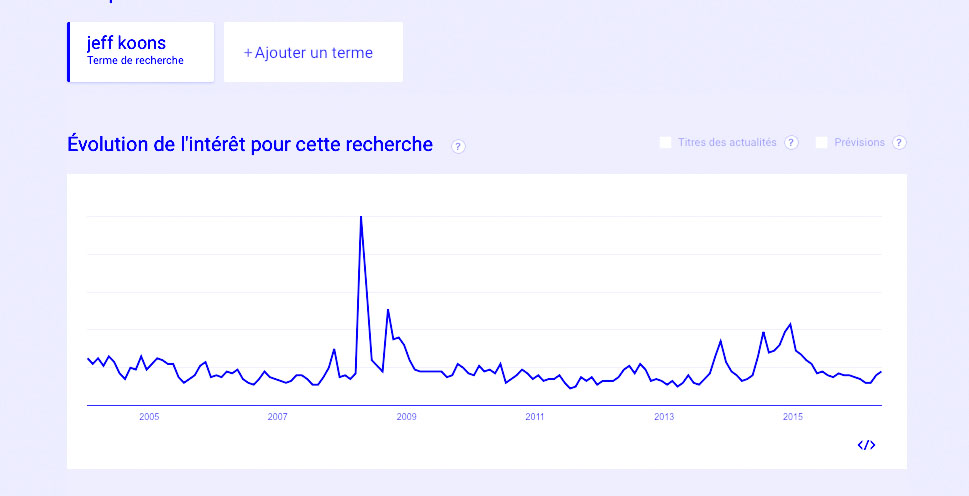 jeff koons
Terme de recherche
+ Ajouter un terme
Évolution de l'intérêt pour cette recherche ?
Titres des actualités ? Prévisions ?
2005 2007 2009 2011 2013 2015
</>